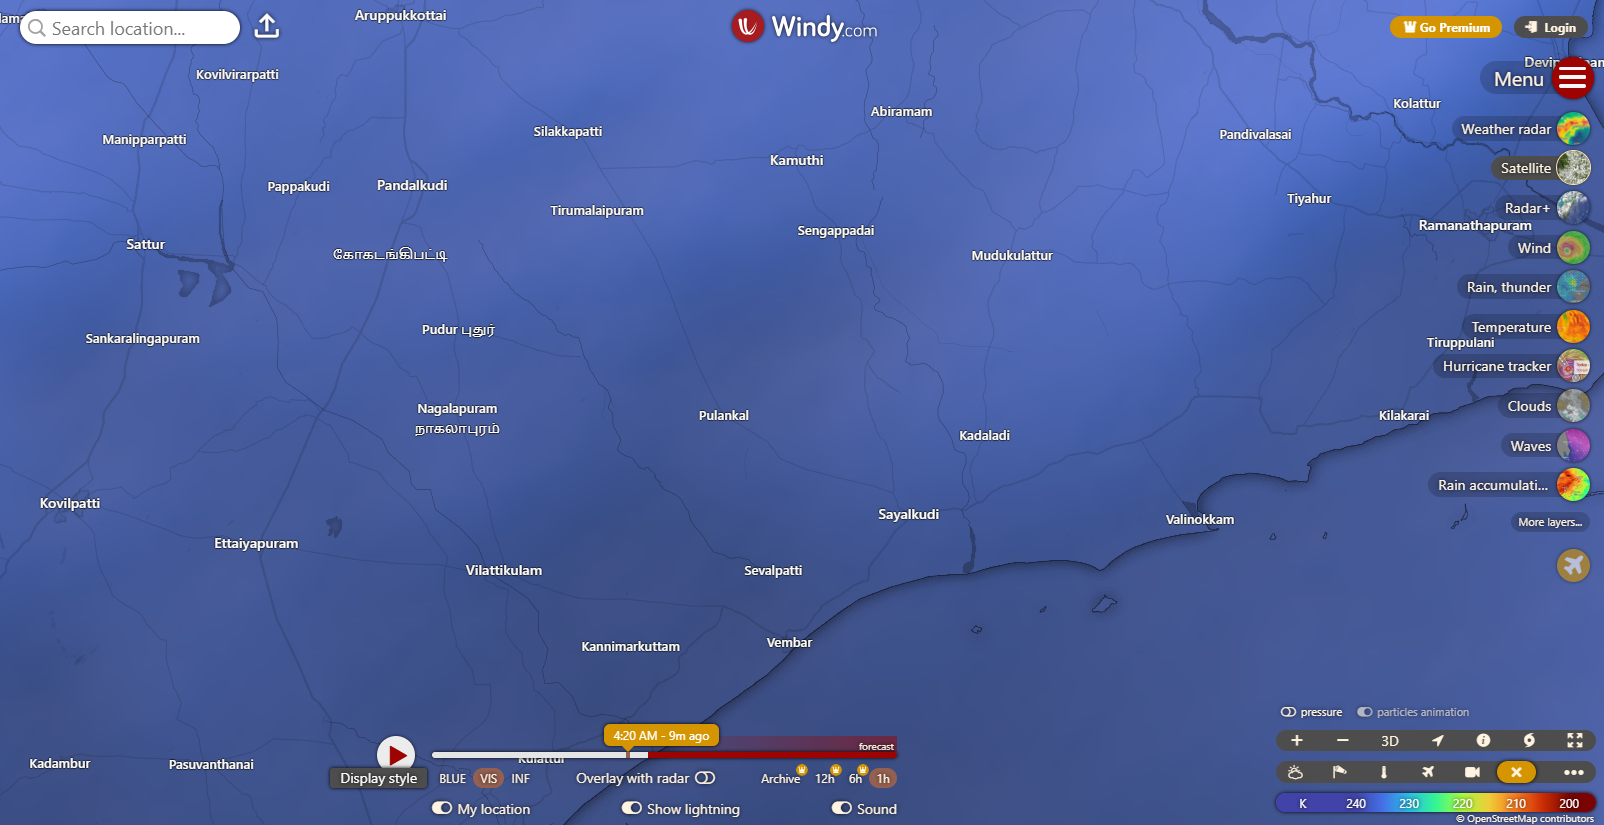 Search location...
Aruppukkottai
Windy.com
Go Premium
Login
Kovilvirarpatti
Menu
Kolattur
Abiramam
Silakkapatti
Weather radar
Pandivalasai
Manipparpatti
Kamuthi
Satellite
Pappakudi
Pandalkudi
Tiyahur
Tirumalaipuram
Radar+
Ramanathapuram
Sengappadai
Sattur
Wind
கோகடங்கிபட்டி
Mudukulattur
Rain, thunder
Pudur புதூர்
Temperature
Sankaralingapuram
Tiruppulani
Hurricane tracker
Nagalapuram
நாகலாபுரம்
Clouds
Pulankal
Kilakarai
Kadaladi
Waves
Rain accumulati...
Kovilpatti
Sayalkudi
Valinokkam
More layers...
Ettaiyapuram
Vilattikulam
Sevalpatti
Kannimarkuttam
Vembar
pressure
particles animation
4:20 AM - 9m ago
forecast
3D
Kadambur
Pasuvanthanai
Kulattur
Display style
BLUE VIS INF
Overlay with radar
Archive 12h 6h 1h
My location
Show lightning
Sound
K 240 230 220 210 200
© OpenStreetMap contributors